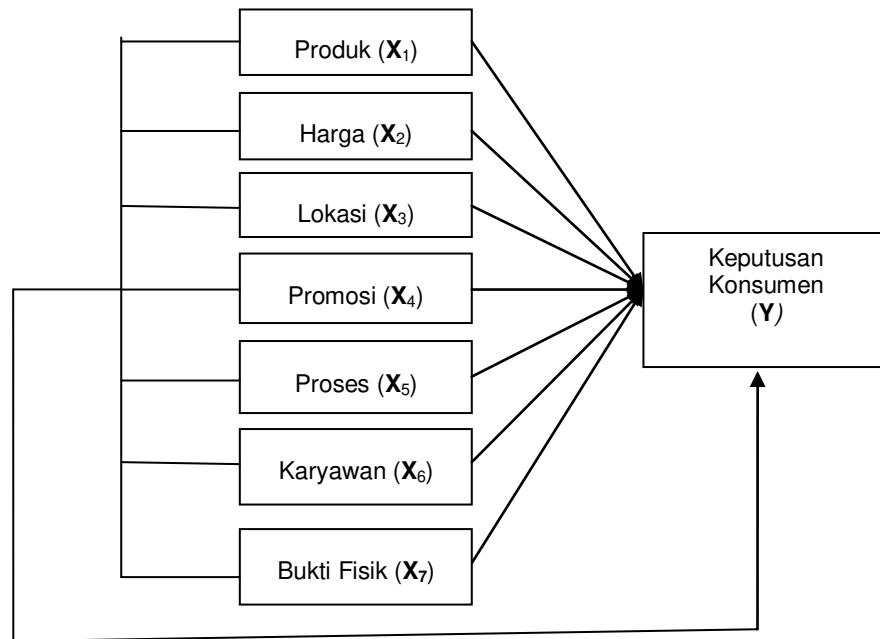 Produk (X₁)
Harga (X₂)
Lokasi (X₃)
Promosi (X₄)
Proses (X₅)
Karyawan (X₆)
Bukti Fisik (X₇)
Keputusan
Konsumen
(Y)